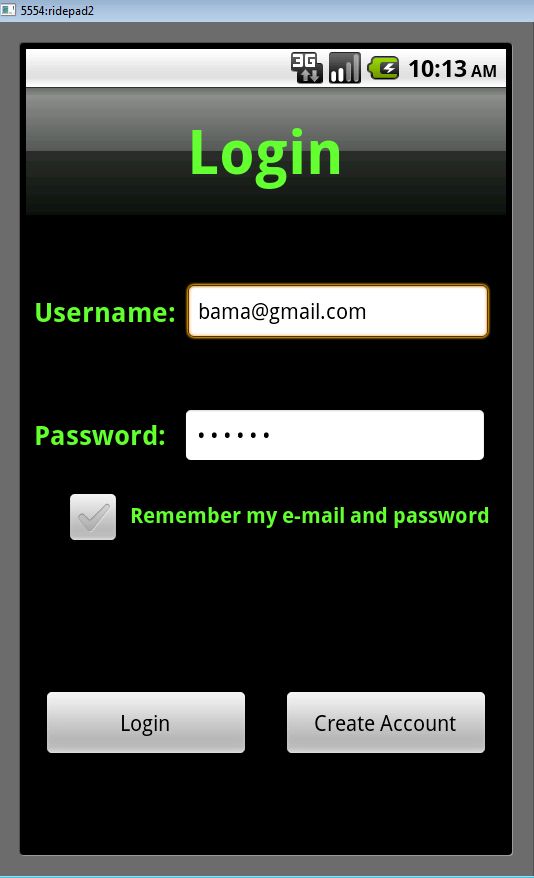 5554:ridepad2
3G 10:13 AM
Login
Username: bama@gmail.com
Password: ••••••
Remember my e-mail and password
Login Create Account